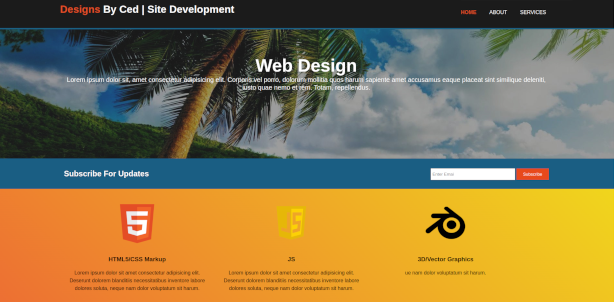 Designs By Ced | Site Development
HOME ABOUT SERVICES
Web Design
Lorem ipsum dolor sit, amet consectetur adipisicing elit. Corporis vel porro, dolorum mollitia quos harum sapiente amet accusamus eaque placeat sint similique deleniti,
iusto quae nemo et rem. Totam, repellendus.
Subscribe For Updates
Enter Email
Subscribe
5
JS
HTML5/CSS Markup
JS
3D/Vector Graphics
Lorem ipsum dolor sit amet consectetur adipisicing elit.
Deserunt dolorem blanditiis necessitatibus inventore labore
dolores soluta, neque nam dolor voluptatum sit harum.
Lorem ipsum dolor sit amet consectetur adipisicing elit.
Deserunt dolorem blanditiis necessitatibus inventore labore
dolores soluta, neque nam dolor voluptatum sit harum.
ue nam dolor voluptatum sit harum.